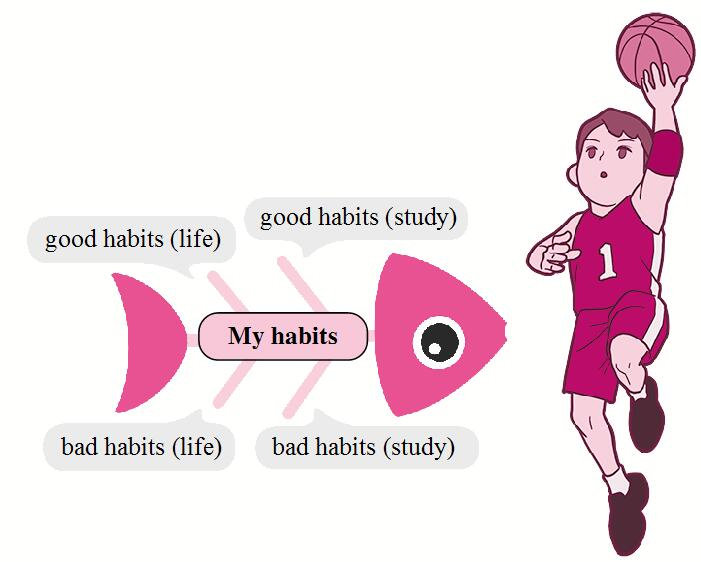 good habits (life)
good habits (study)
My habits
bad habits (life)
bad habits (study)
1